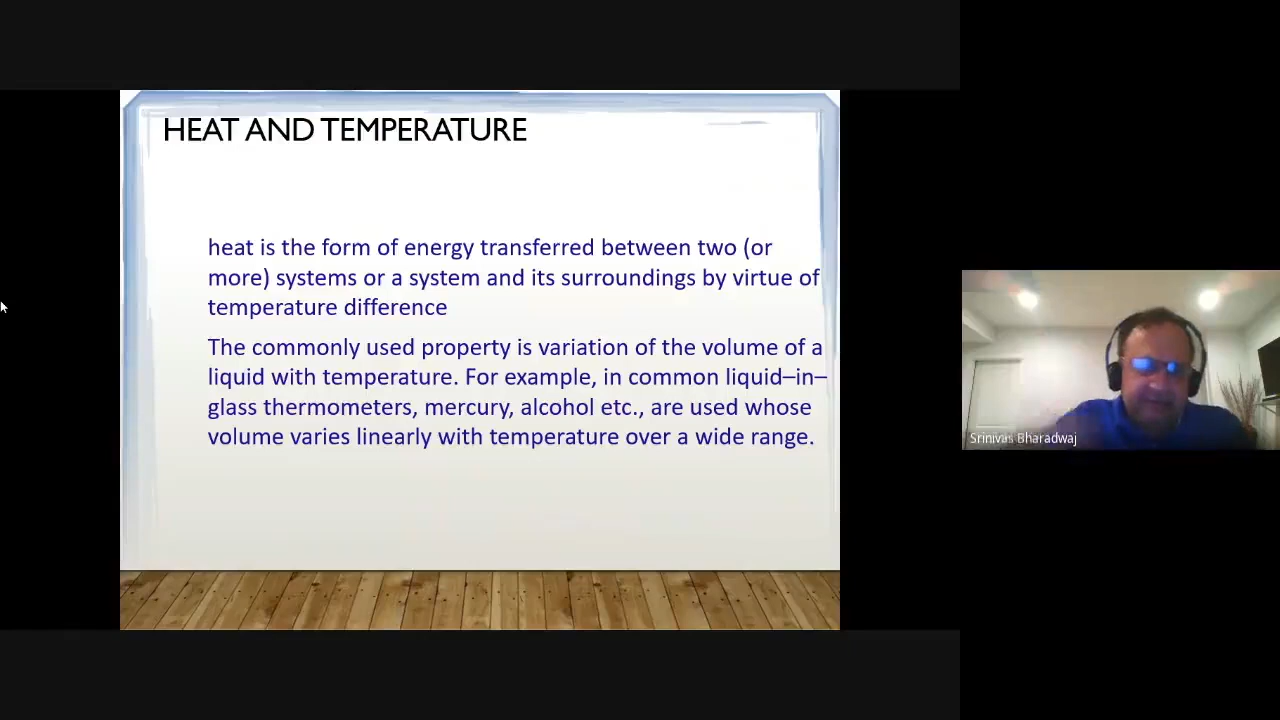 HEAT AND TEMPERATURE
heat is the form of energy transferred between two (or
more) systems or a system and its surroundings by virtue of
temperature difference
The commonly used property is variation of the volume of a
liquid with temperature. For example, in common liquid–in–
glass thermometers, mercury, alcohol etc., are used whose
volume varies linearly with temperature over a wide range.
Srinivas Bharadwaj